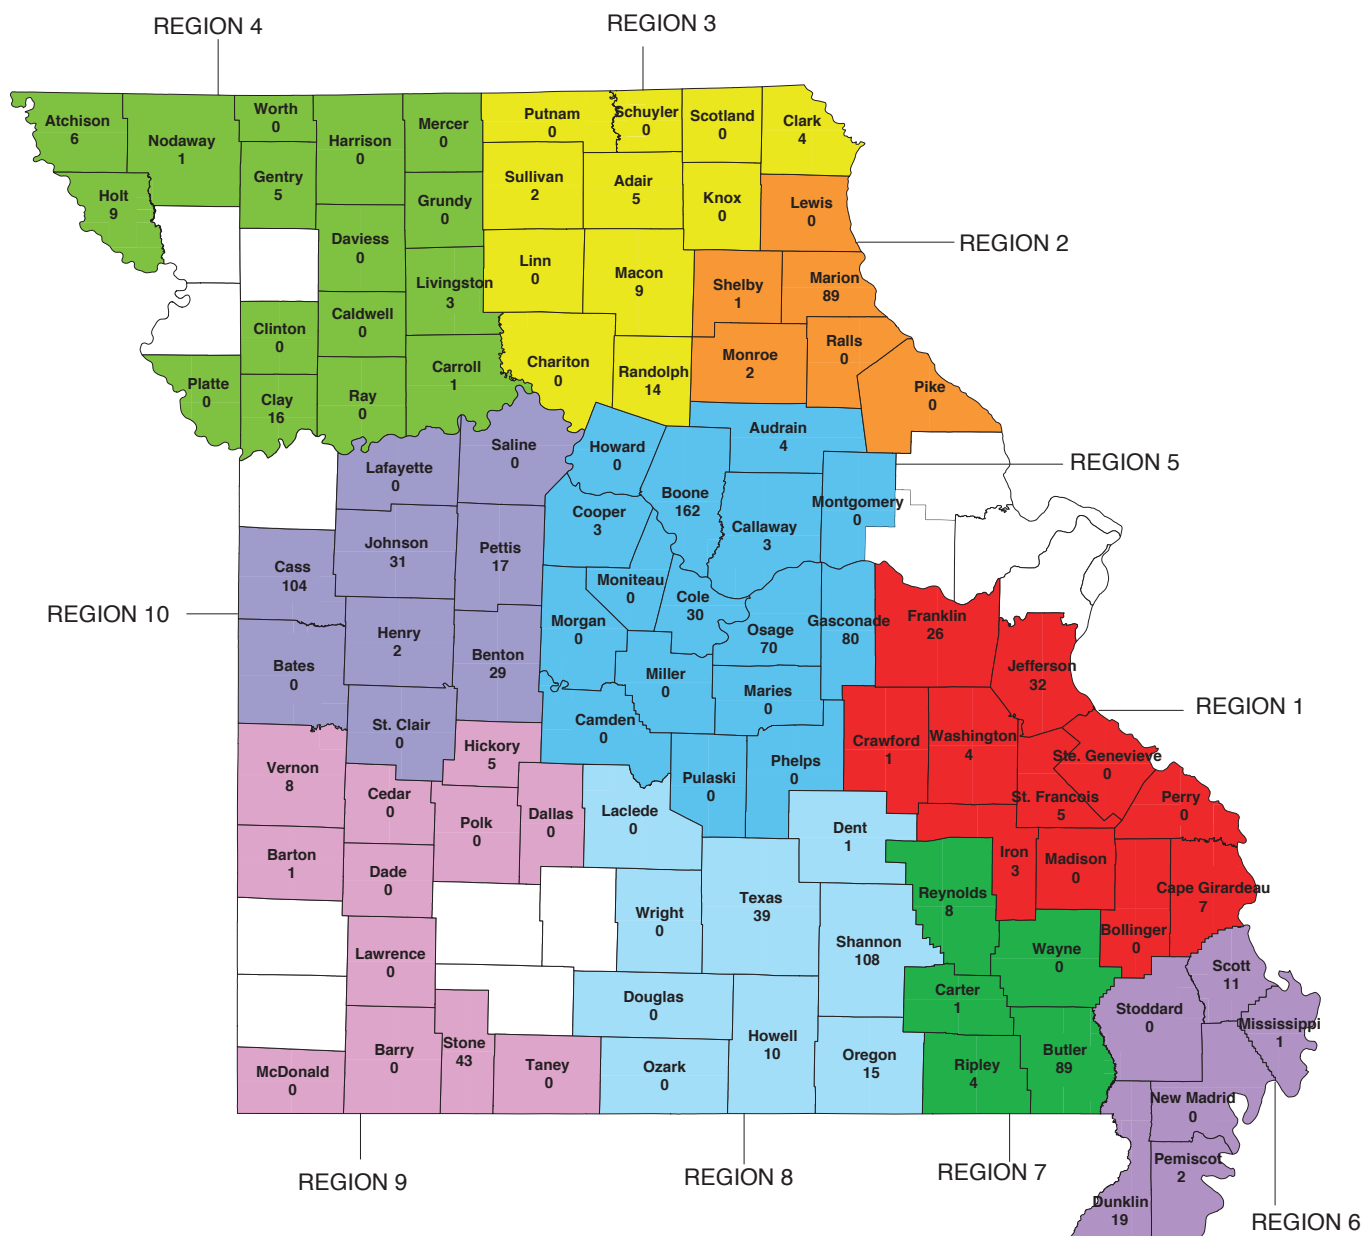 REGION 4
REGION 3
Atchison
6
Nodaway
1
Worth
0
Harrison
0
Mercer
0
Putnam
0
Schuyler
0
Scotland
0
Clark
4
Holt
9
Gentry
5
Grundy
0
Sullivan
2
Adair
5
Knox
0
Lewis
0
REGION 2
Daviess
0
Livingston
3
Linn
0
Macon
9
Shelby
1
Marion
89
Clinton
0
Caldwell
0
Carroll
1
Chariton
0
Randolph
14
Monroe
2
Ralls
0
Pike
0
Platte
0
Clay
16
Ray
0
Lafayette
0
Saline
0
Howard
0
Boone
162
Audrain
4
REGION 5
Montgomery
0
Callaway
3
Cooper
3
Cass
104
Johnson
31
Pettis
17
Moniteau
0
Cole
30
REGION 10
Morgan
0
Osage
70
Gasconade
80
Franklin
26
Henry
2
Benton
29
Bates
0
Miller
0
Maries
0
Jefferson
32
REGION 1
St. Clair
0
Camden
0
Crawford
1
Washington
4
Ste. Genevieve
0
Vernon
8
Hickory
5
Pulaski
0
Phelps
0
St. Francois
5
Perry
0
Cedar
0
Polk
0
Dallas
0
Laclede
0
Dent
1
Barton
1
Dade
0
Iron
3
Madison
0
Cape Girardeau
7
Reynolds
8
Texas
39
Wright
0
Bollinger
0
Shannon
108
Wayne
0
Lawrence
0
Scott
11
Douglas
0
Carter
1
Stoddard
0
Mississippi
1
Howell
10
Oregon
15
Barry
0
Stone
43
Taney
0
Ozark
0
Ripley
4
Butler
89
McDonald
0
New Madrid
0
Pemiscot
2
Dunklin
19
REGION 9
REGION 8
REGION 7
REGION 6